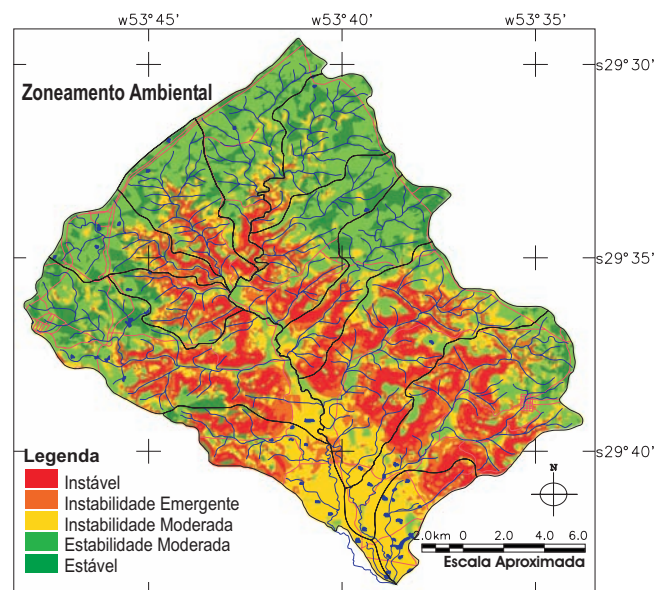 w53°45' w53°40' w53°35'
s29°30'
Zoneamento Ambiental
s29°35'
s29°40'
Legenda
Instável
Instabilidade Emergente
Instabilidade Moderada
Estabilidade Moderada
Estável
N
2.0km 0 2.0 4.0 6.0
Escala Aproximada